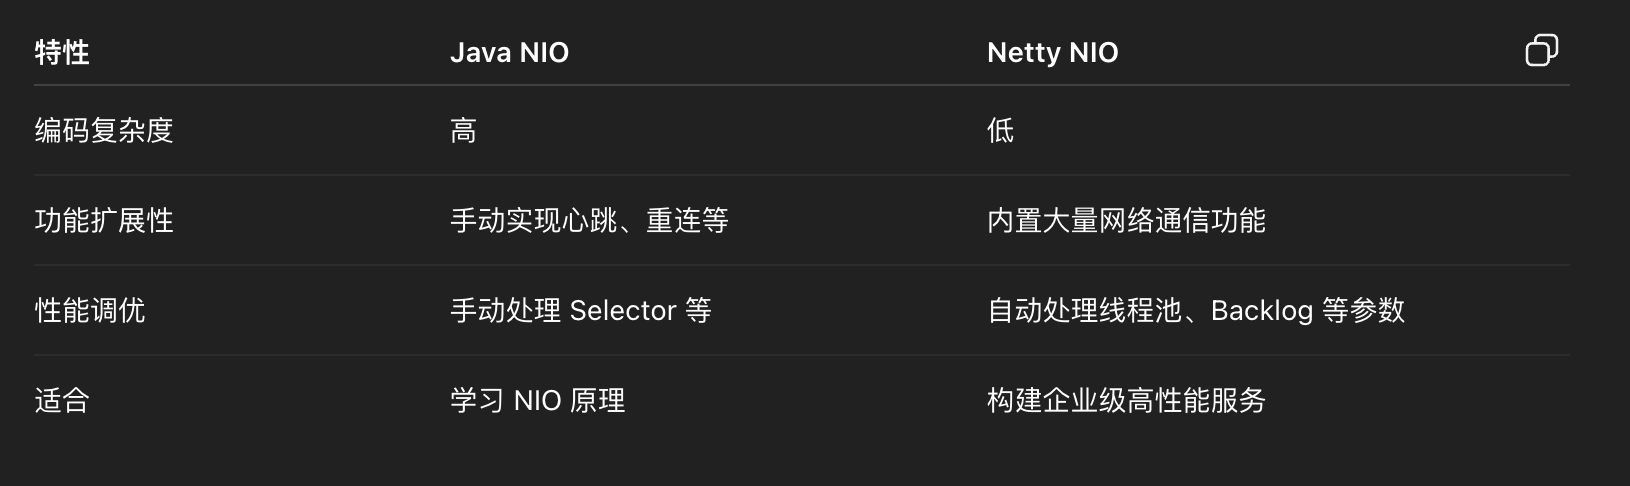 特性 Java NIO Netty NIO
编码复杂度 高 低
功能扩展性 手动实现心跳、重连等 内置大量网络通信功能
性能调优 手动处理 Selector 等 自动处理线程池、Backlog 等参数
适合 学习 NIO 原理 构建企业级高性能服务